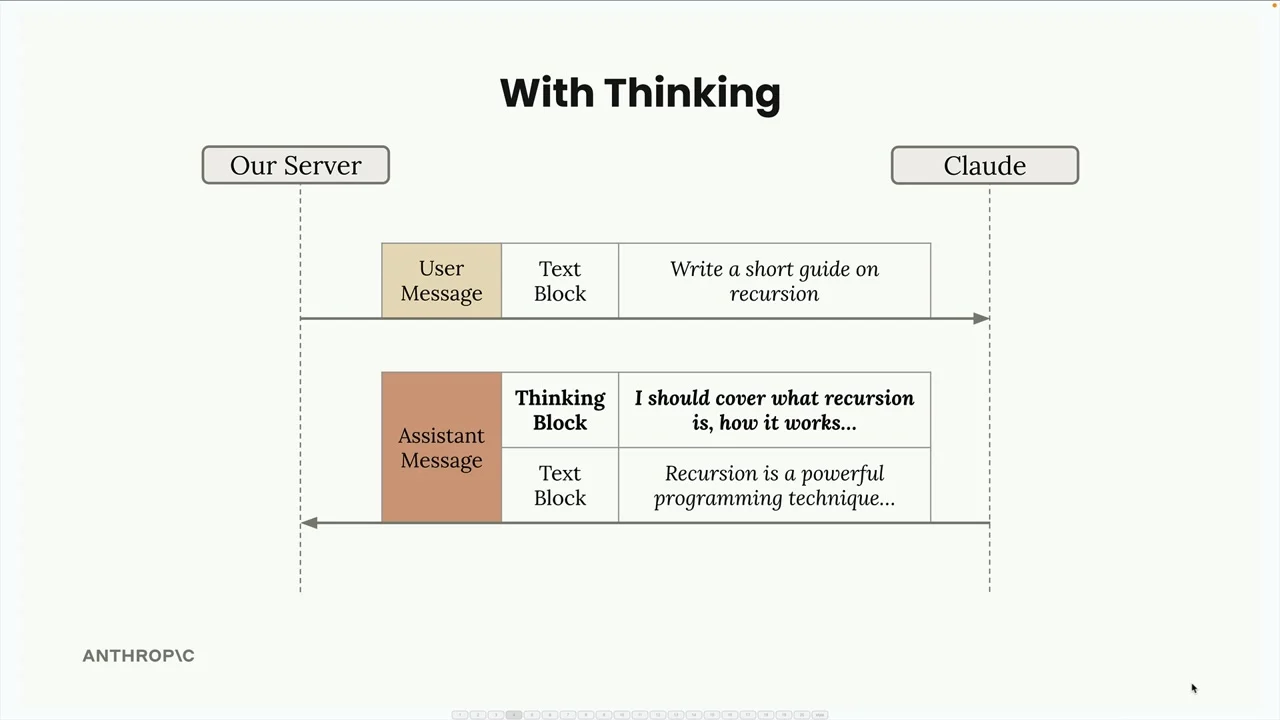 With Thinking
Our Server
Claude
User
Message
Text
Block
Write a short guide on
recursion
Assistant
Message
Thinking
Block
I should cover what recursion
is, how it works...
Text
Block
Recursion is a powerful
programming technique...
ANTHROP\C